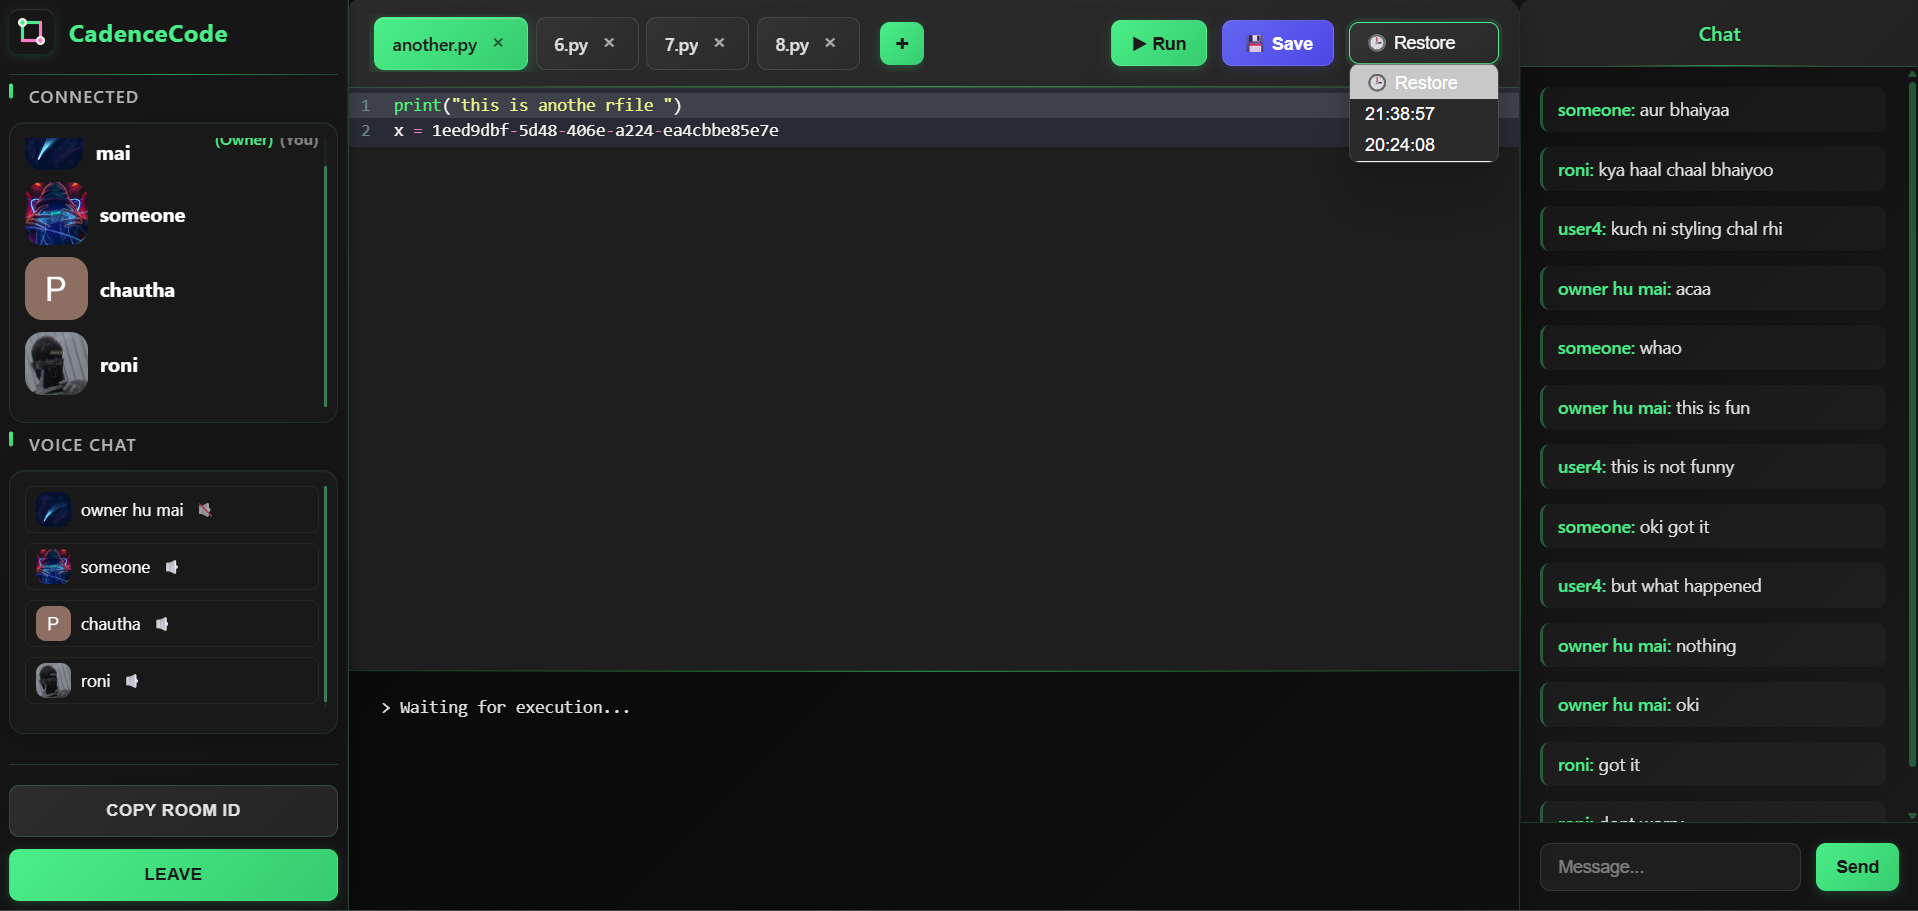 CadenceCode
CONNECTED
(Owner) (You)
mai
someone
P
chautha
roni
VOICE CHAT
owner hu mai
someone
P
chautha
roni
COPY ROOM ID
LEAVE
another.py ×
6.py ×
7.py ×
8.py ×
+
▶ Run
Save
Restore
Restore
21:38:57
20:24:08
1 print("this is anothe rfile ")
2 x = 1eed9dbf-5d48-406e-a224-ea4cbbe85e7e
> Waiting for execution...
Chat
someone: aur bhaiyaa
roni: kya haal chaal bhaiyoo
user4: kuch ni styling chal rhi
owner hu mai: acaa
someone: whao
owner hu mai: this is fun
user4: this is not funny
someone: oki got it
user4: but what happened
owner hu mai: nothing
owner hu mai: oki
roni: got it
roni: dont worry
Message...
Send